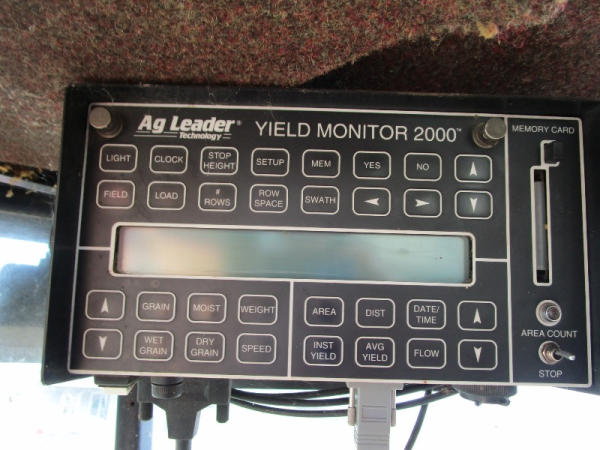 Ag Leader®
Technology
YIELD MONITOR 2000™
MEMORY CARD
LIGHT CLOCK STOP HEIGHT SETUP MEM YES NO
FIELD LOAD # ROWS ROW SPACE SWATH
GRAIN MOIST WEIGHT AREA DIST DATE/ TIME
WET GRAIN DRY GRAIN SPEED INST YIELD AVG YIELD FLOW
AREA COUNT
STOP